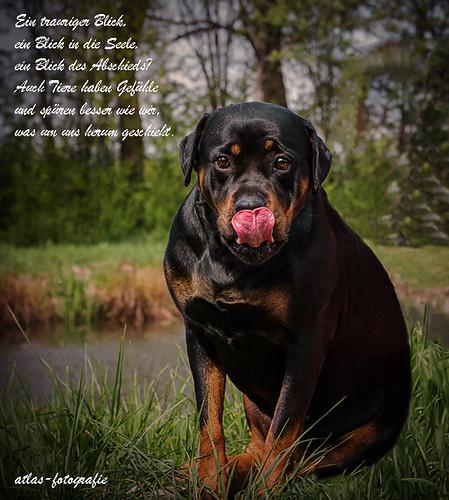 Ein trauriger Blick,
ein Blick in die Seele,
ein Blick des Abschieds?
Auch Tiere haben Gefühle
und spüren besser wie wir,
was um uns herum geschieht.
atlas-fotografie